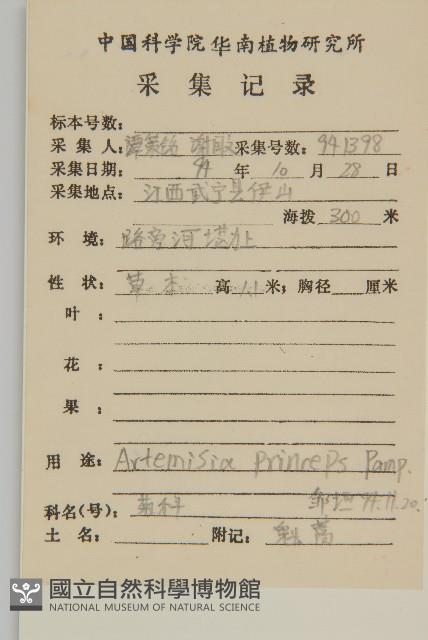 中国科学院华南植物研究所
采集记录
标本号数:
采集人: 谭策铭 采集号数: 941398
采集日期: 94 年 10 月 28 日
采集地点: 江西武宁县伊山
海拨 300 米
环境: 路旁河堤上
性状: 草本 高 1.1 米; 胸径 厘米
叶:
花:
果:
用途: Artemisia princeps Pamp.
科名(号): 菊科 94.11.20.
土名: 附记: 蒿
國立自然科學博物館
NATIONAL MUSEUM OF NATURAL SCIENCE